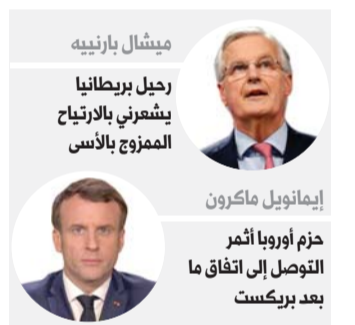 ميشال بارنييه
رحيل بريطانيا
يشعرني بالارتياح
الممزوج بالأسى
إيمانويل ماكرون
حزم أوروبا أثمر
التوصل إلى اتفاق ما
بعد بريكست